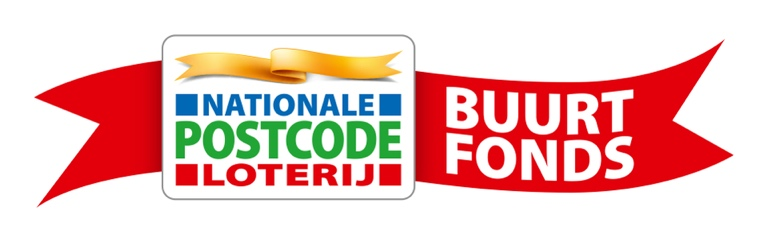 NATIONALE
POSTCODE
LOTERIJ
BUURT
FONDS